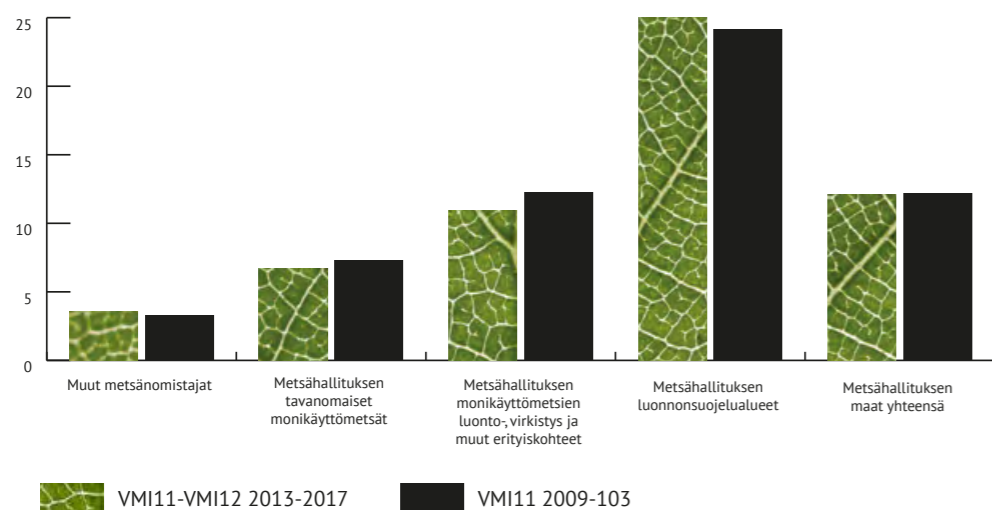 25
20
15
10
5
0
Muut metsänomistajat
Metsähallituksen
tavanomaiset
monikäyttömetsät
Metsähallituksen
monikäyttömetsien
luonto-, virkistys ja
muut erityiskohteet
Metsähallituksen
luonnonsuojelualueet
Metsähallituksen
maat yhteensä
VMI11-VMI12 2013-2017
VMI11 2009-103